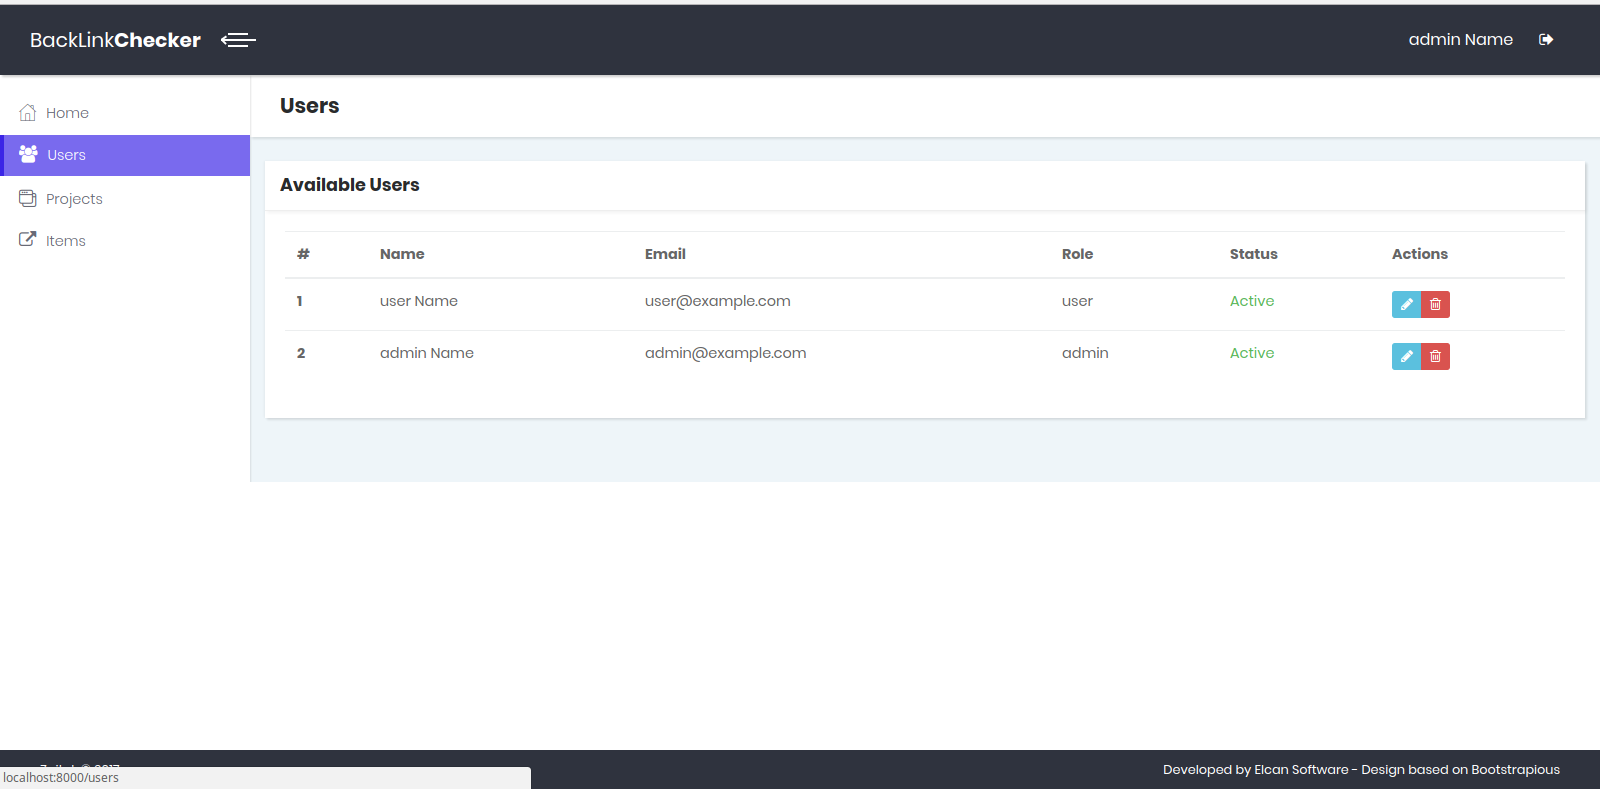 BackLinkChecker
admin Name
Home
Users
Projects
Items
Users
Available Users
# Name Email Role Status Actions
1 user Name user@example.com user Active
2 admin Name admin@example.com admin Active
© 2017
localhost:8000/users
Developed by Elcan Software - Design based on Bootstrapious